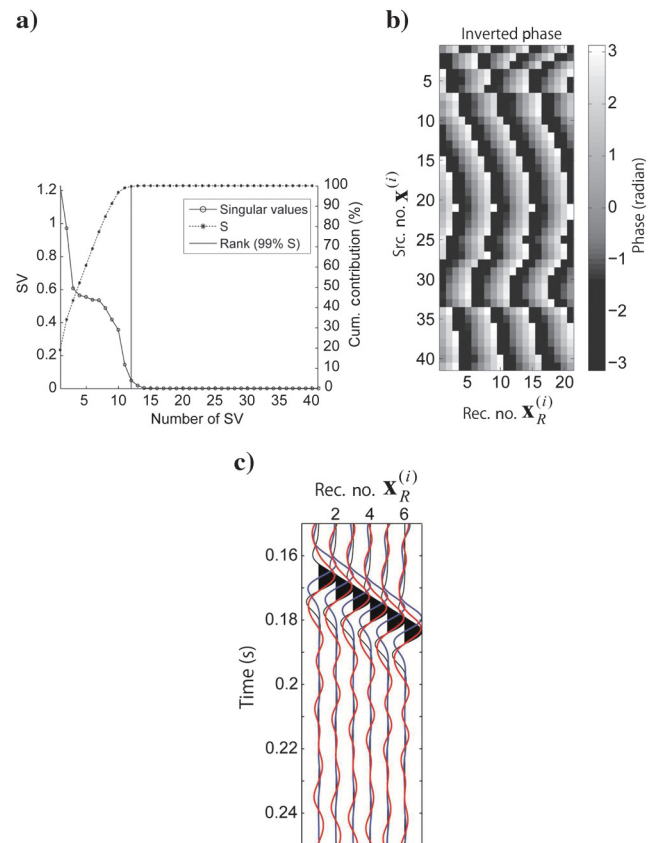 a)
1.2
1
0.8
0.6
0.4
0.2
0
SV
5 10 15 20 25 30 35 40
Number of SV
100
90
80
70
60
50
40
30
20
10
0
Cum. contribution (%)
Singular values
S
Rank (99% S)
b)
Inverted phase
5
10
15
20
25
30
35
40
Src. no. x^(i)
5 10 15 20
Rec. no. x_R^(i)
3
2
1
0
−1
−2
−3
Phase (radian)
c)
Rec. no. x_R^(i)
2 4 6
0.16
0.18
0.2
0.22
0.24
Time (s)